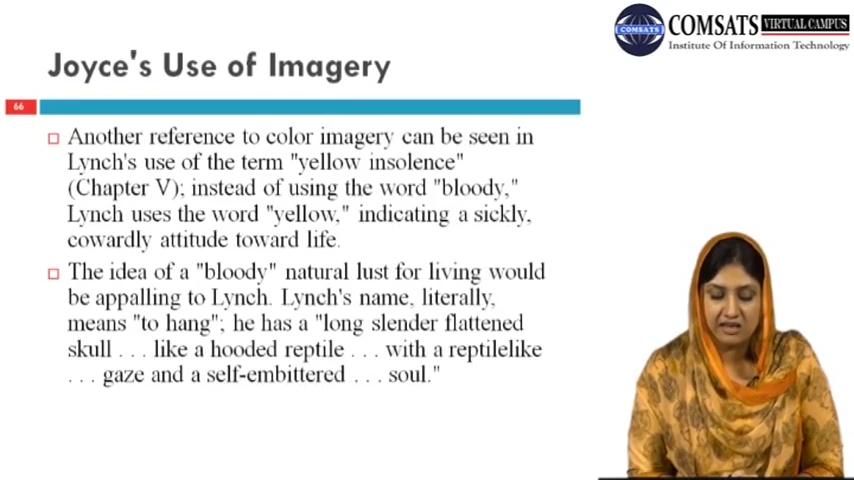 COMSATS VIRTUAL CAMPUS
Institute Of Information Technology
COMSATS
Joyce's Use of Imagery
66
Another reference to color imagery can be seen in
Lynch's use of the term "yellow insolence"
(Chapter V); instead of using the word "bloody,"
Lynch uses the word "yellow," indicating a sickly,
cowardly attitude toward life.
The idea of a "bloody" natural lust for living would
be appalling to Lynch. Lynch's name, literally,
means "to hang"; he has a "long slender flattened
skull . . . like a hooded reptile . . . with a reptilelike
. . . gaze and a self-embittered . . . soul."